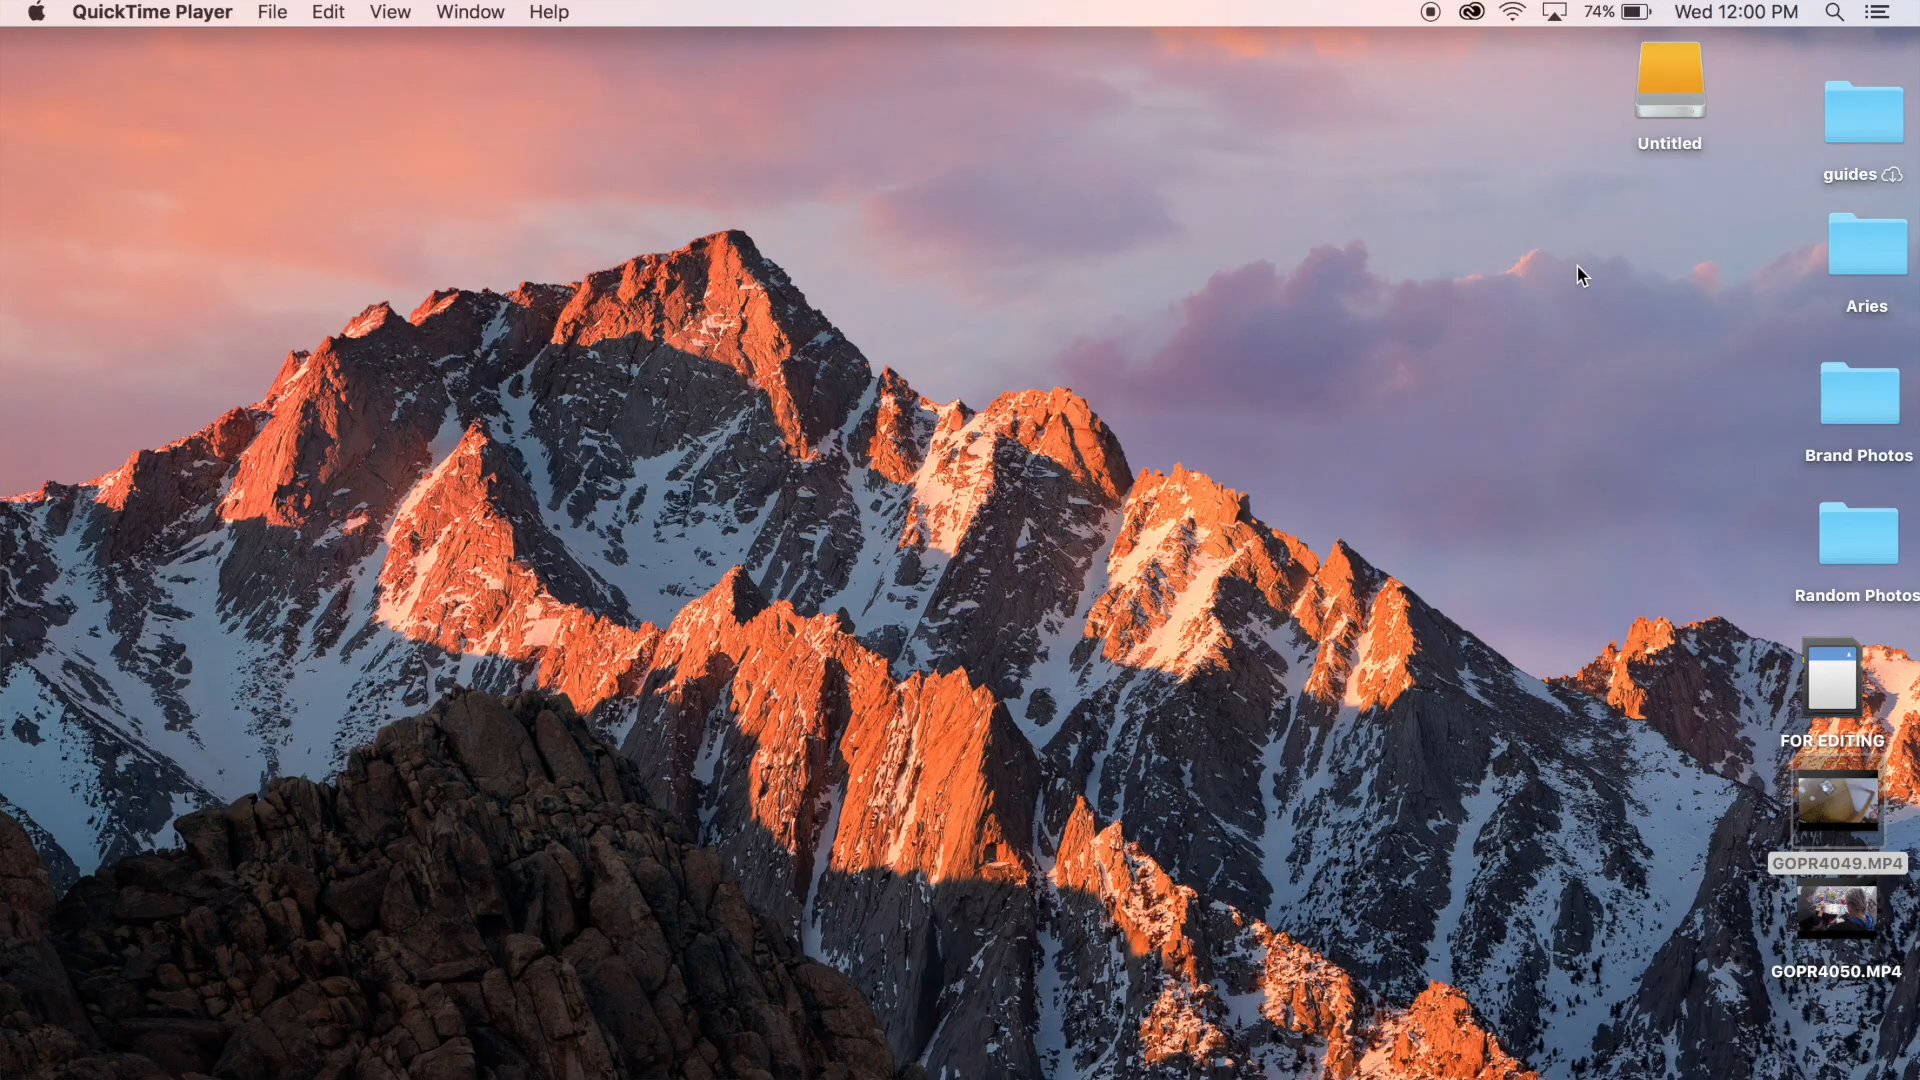 QuickTime Player File Edit View Window Help 74% Wed 12:00 PM
Untitled
guides
Aries
Brand Photos
Random Photos
FOR EDITING
GOPR4049.MP4
GOPR4050.MP4